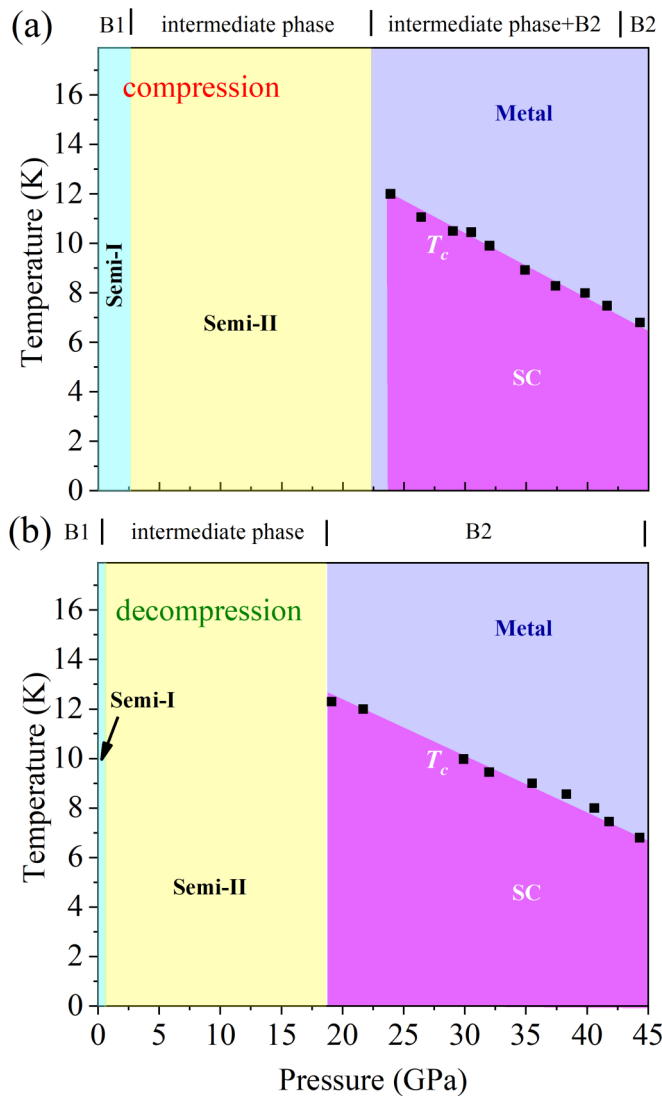 (a)
B1 | intermediate phase | intermediate phase+B2 | B2
compression
Metal
Semi-I
Semi-II
Tc
SC
Temperature (K)
16
14
12
10
8
6
4
2
0
(b)
B1 | intermediate phase | B2 |
decompression
Metal
Semi-I
Semi-II
Tc
SC
Temperature (K)
16
14
12
10
8
6
4
2
0
0 5 10 15 20 25 30 35 40 45
Pressure (GPa)